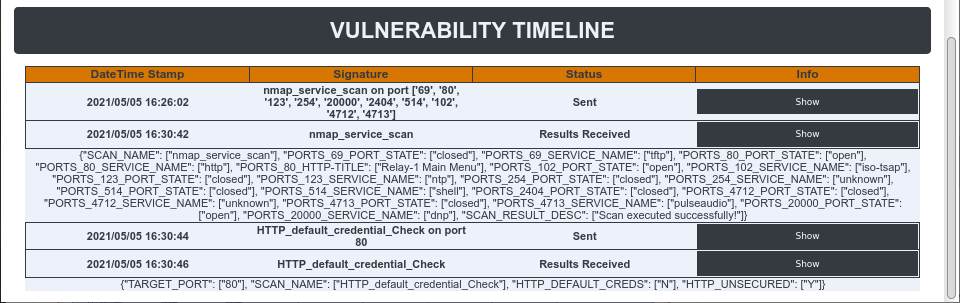 VULNERABILITY TIMELINE
DateTime Stamp Signature Status Info
2021/05/05 16:26:02 nmap_service_scan on port ['69', '80', '123', '254', '20000', '2404', '514', '102', '4712', '4713'] Sent Show
2021/05/05 16:30:42 nmap_service_scan Results Received Show
{"SCAN_NAME": ["nmap_service_scan"], "PORTS_69_PORT_STATE": ["closed"], "PORTS_69_SERVICE_NAME": ["tftp"], "PORTS_80_PORT_STATE": ["open"],
"PORTS_80_SERVICE_NAME": ["http"], "PORTS_80_HTTP-TITLE": ["Relay-1 Main Menu"], "PORTS_102_PORT_STATE": ["open"], "PORTS_102_SERVICE_NAME": ["iso-tsap"],
"PORTS_123_PORT_STATE": ["closed"], "PORTS_123_SERVICE_NAME": ["ntp"], "PORTS_254_PORT_STATE": ["closed"], "PORTS_254_SERVICE_NAME": ["unknown"],
"PORTS_514_PORT_STATE": ["closed"], "PORTS_514_SERVICE_NAME": ["shell"], "PORTS_2404_PORT_STATE": ["closed"], "PORTS_4712_PORT_STATE": ["closed"],
"PORTS_4712_SERVICE_NAME": ["unknown"], "PORTS_4713_PORT_STATE": ["closed"], "PORTS_4713_SERVICE_NAME": ["pulseaudio"], "PORTS_20000_PORT_STATE":
["open"], "PORTS_20000_SERVICE_NAME": ["dnp"], "SCAN_RESULT_DESC": ["Scan executed successfully!"]}
2021/05/05 16:30:44 HTTP_default_credential_Check on port 80 Sent Show
2021/05/05 16:30:46 HTTP_default_credential_Check Results Received Show
{"TARGET_PORT": ["80"], "SCAN_NAME": ["HTTP_default_credential_Check"], "HTTP_DEFAULT_CREDS": ["N"], "HTTP_UNSECURED": ["Y"]}